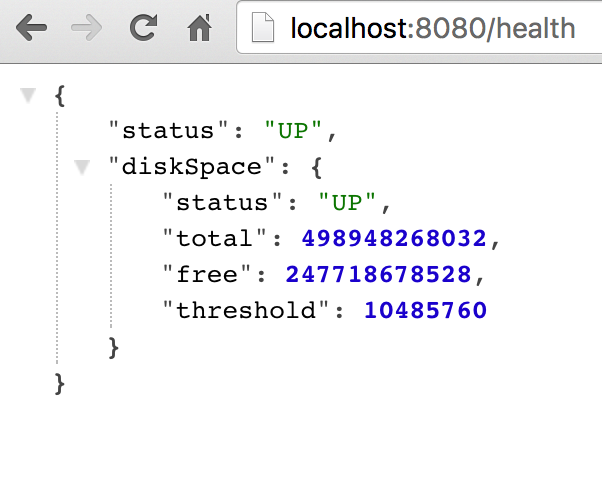 localhost:8080/health
{
"status": "UP",
"diskSpace": {
"status": "UP",
"total": 498948268032,
"free": 247718678528,
"threshold": 10485760
}
}